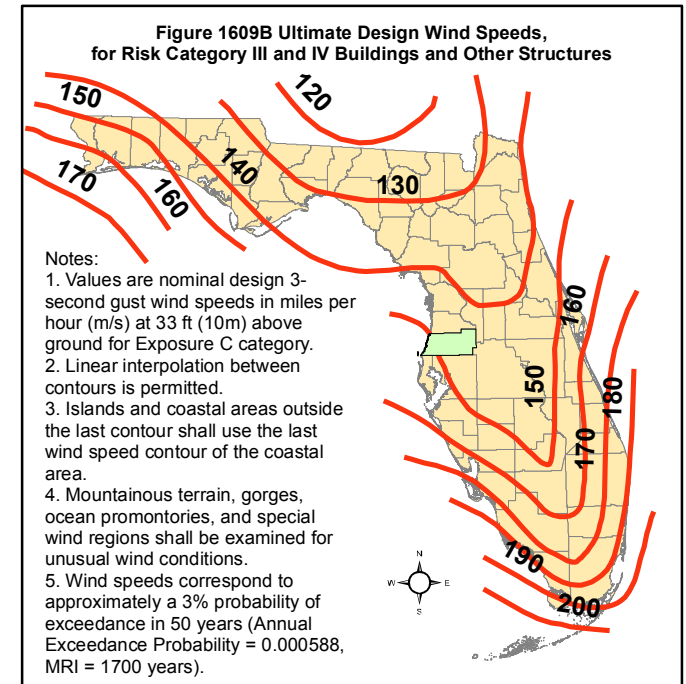 Figure 1609B Ultimate Design Wind Speeds,
for Risk Category III and IV Buildings and Other Structures
120
150
140
130
170
160
Notes:
1. Values are nominal design 3-
second gust wind speeds in miles per
hour (m/s) at 33 ft (10m) above
ground for Exposure C category.
2. Linear interpolation between
contours is permitted.
3. Islands and coastal areas outside
the last contour shall use the last
wind speed contour of the coastal
area.
4. Mountainous terrain, gorges,
ocean promontories, and special
wind regions shall be examined for
unusual wind conditions.
5. Wind speeds correspond to
approximately a 3% probability of
exceedance in 50 years (Annual
Exceedance Probability = 0.000588,
MRI = 1700 years).
160
150
180
170
190
200
N
W E
S